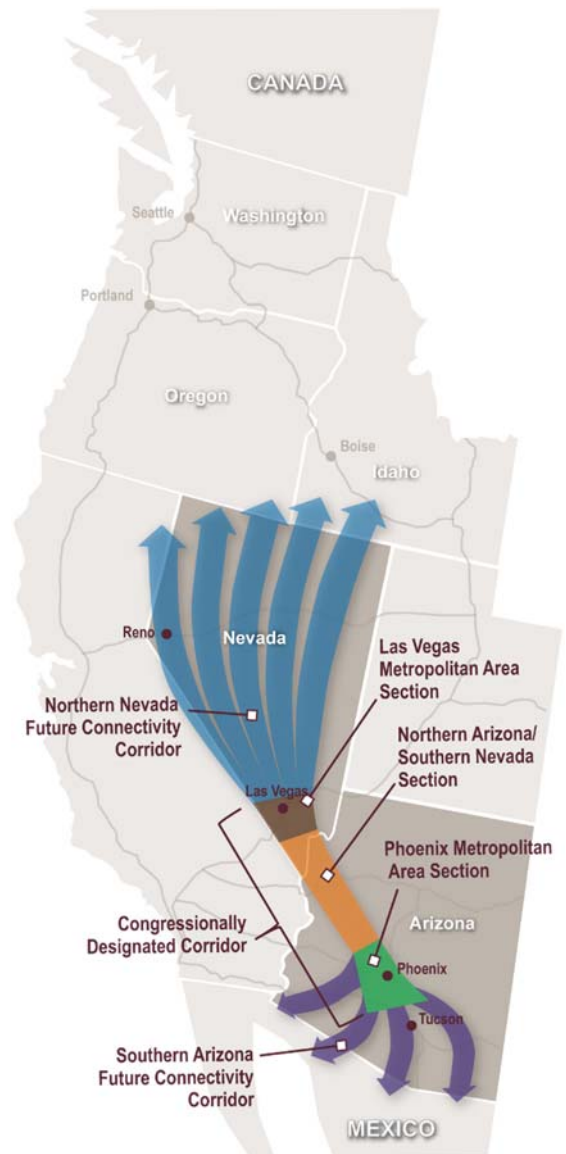 CANADA
Seattle
Washington
Portland
Oregon
Boise
Idaho
Reno
Nevada
Las Vegas
Metropolitan Area
Section
Northern Nevada
Future Connectivity
Corridor
Northern Arizona/
Southern Nevada
Section
Las Vegas
Phoenix Metropolitan
Area Section
Congressionally
Designated Corridor
Arizona
Phoenix
Tucson
Southern Arizona
Future Connectivity
Corridor
MEXICO